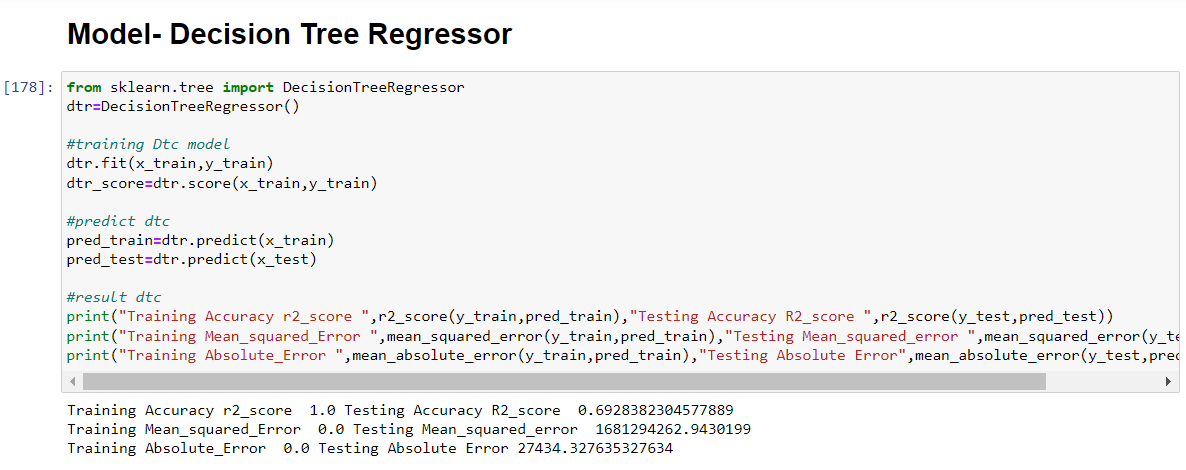 Model- Decision Tree Regressor
[178]:
from sklearn.tree import DecisionTreeRegressor
dtr=DecisionTreeRegressor()
#training Dtc model
dtr.fit(x_train,y_train)
dtr_score=dtr.score(x_train,y_train)
#predict dtc
pred_train=dtr.predict(x_train)
pred_test=dtr.predict(x_test)
#result dtc
print("Training Accuracy r2_score ",r2_score(y_train,pred_train),"Testing Accuracy R2_score ",r2_score(y_test,pred_test))
print("Training Mean_squared_Error ",mean_squared_error(y_train,pred_train),"Testing Mean_squared_error ",mean_squared_error(y_te
print("Training Absolute_Error ",mean_absolute_error(y_train,pred_train),"Testing Absolute Error",mean_absolute_error(y_test,pred
Training Accuracy r2_score  1.0 Testing Accuracy R2_score  0.6928382304577889
Training Mean_squared_Error  0.0 Testing Mean_squared_error  1681294262.9430199
Training Absolute_Error  0.0 Testing Absolute Error 27434.327635327634